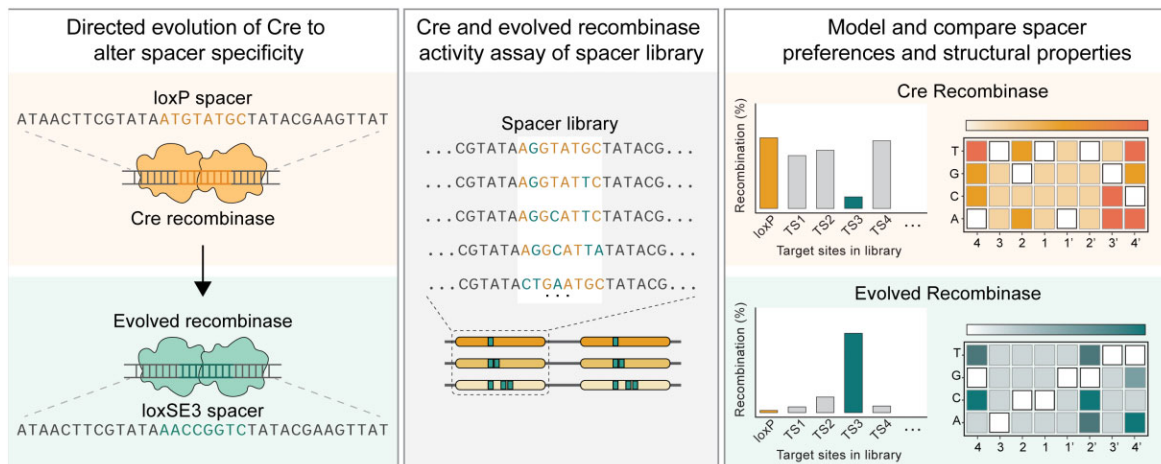 Directed evolution of Cre to
alter spacer specificity
loxP spacer
ATAACTTCGTATAATGTATGCTATACGAAGTTAT
Cre recombinase
Evolved recombinase
loxSE3 spacer
ATAACTTCGTATAAACCGGTCTATACGAAGTTAT
Cre and evolved recombinase
activity assay of spacer library
Spacer library
...CGTATAAGGTATGCTATACG...
...CGTATAAGGTATTCTATACG...
...CGTATAAGGCATTCTATACG...
...CGTATAAGGCATTATATACG...
...CGTATACTGAATGCTATACG...
...
Model and compare spacer
preferences and structural properties
Cre Recombinase
Recombination (%)
loxP TS1 TS2 TS3 TS4 ...
Target sites in library
T
G
C
A
4 3 2 1 1' 2' 3' 4'
Evolved Recombinase
Recombination (%)
loxP TS1 TS2 TS3 TS4 ...
Target sites in library
T
G
C
A
4 3 2 1 1' 2' 3' 4'